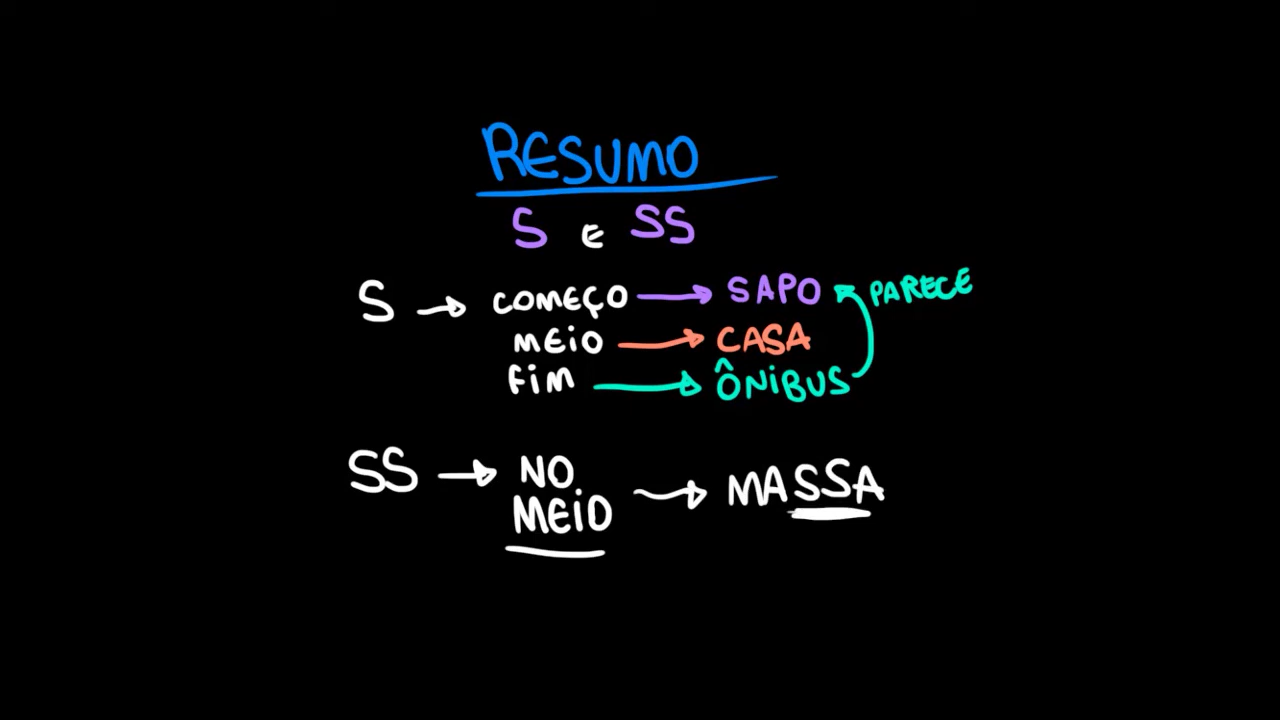 RESUMO
S E SS
S → COMEÇO → SAPO PARECE
MEIO → CASA
FIM → ÔNIBUS
SS → NO MEIO → MASSA